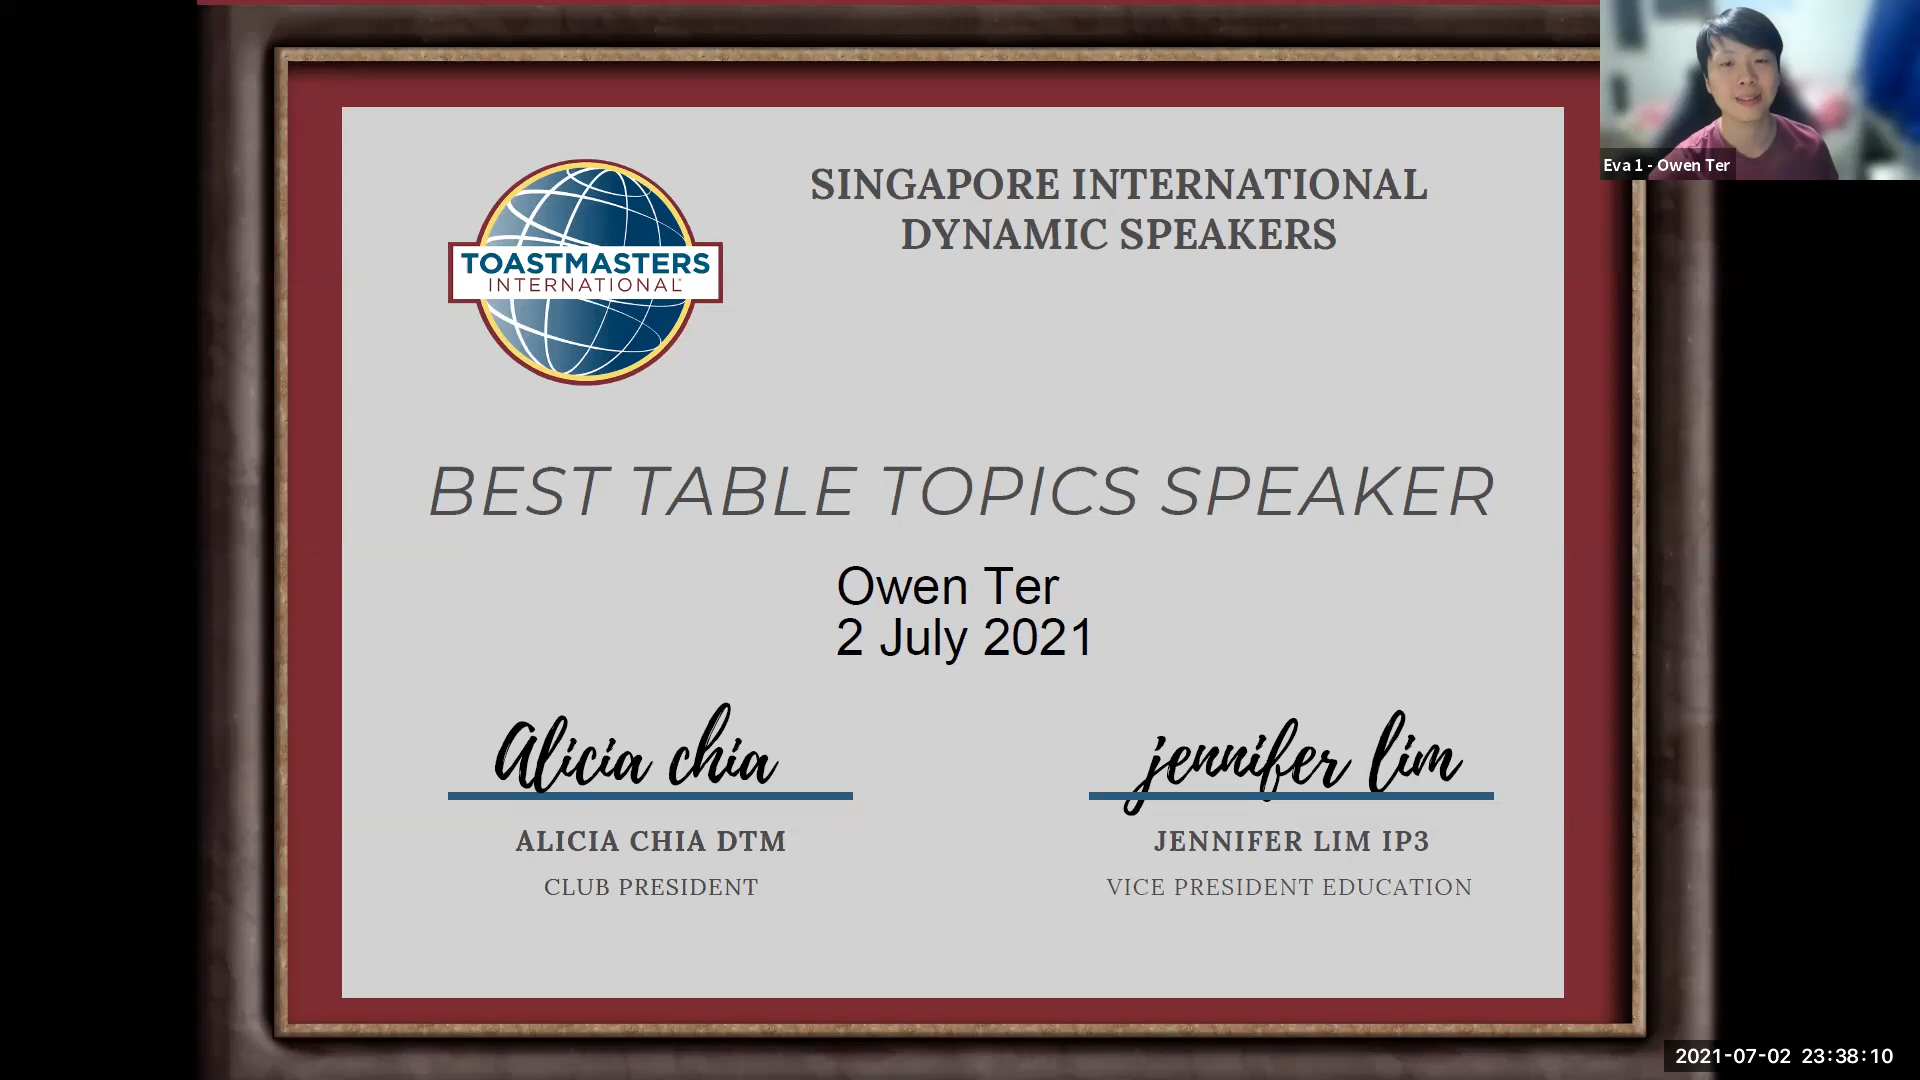 Eva 1 - Owen Ter
SINGAPORE INTERNATIONAL
DYNAMIC SPEAKERS
TOASTMASTERS
INTERNATIONAL
BEST TABLE TOPICS SPEAKER
Owen Ter
2 July 2021
Alicia chia
jennifer lim
ALICIA CHIA DTM
JENNIFER LIM IP3
CLUB PRESIDENT
VICE PRESIDENT EDUCATION
2021-07-02 23:38:10